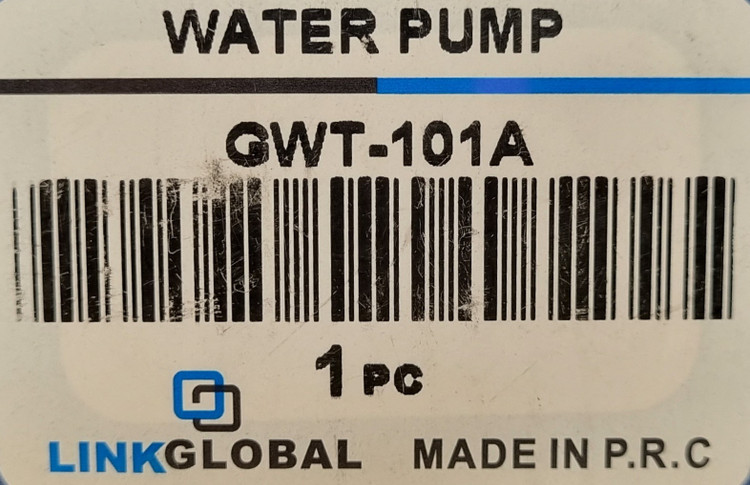 WATER PUMP
GWT-101A
1 PC
LINKGLOBAL MADE IN P.R.C